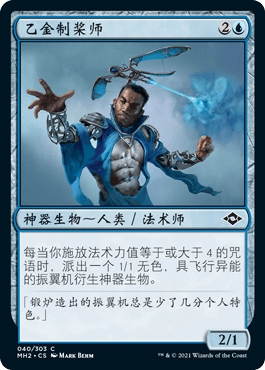 乙金制桨师
2
神器生物～人类／法术师
每当你施放法术力值等于或大于 4 的咒
语时，派出一个 1/1 无色，具飞行异能
的振翼机衍生神器生物。
「锻炉造出的振翼机总是少了几分个人特
色。」
2/1
040/303 C
MH2 • CS MARK BEHM
™ & © 2021 Wizards of the Coast